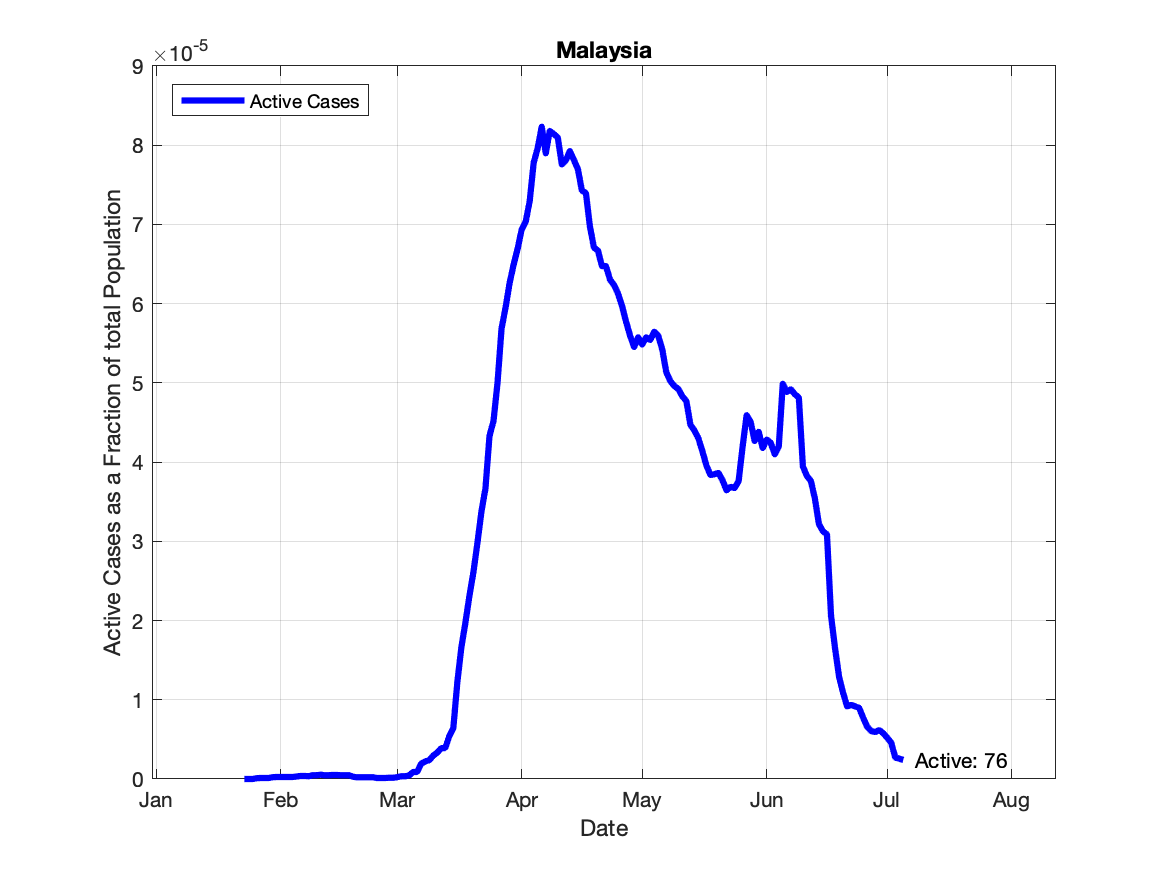 Malaysia
×10-5
Active Cases
9
8
7
6
5
4
3
2
1
0
Active Cases as a Fraction of total Population
Active: 76
Jan Feb Mar Apr May Jun Jul Aug
Date